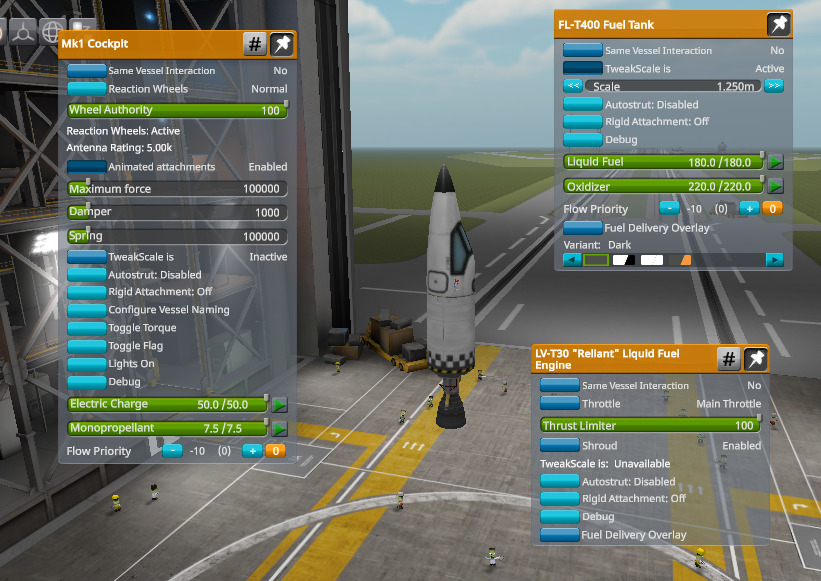 Mk1 Cockpit #
Same Vessel Interaction No
Reaction Wheels Normal
Wheel Authority 100
Reaction Wheels: Active
Antenna Rating: 5.00k
Animated attachments Enabled
Maximum force 100000
Damper 1000
Spring 100000
TweakScale is Inactive
Autostrut: Disabled
Rigid Attachment: Off
Configure Vessel Naming
Toggle Torque
Toggle Flag
Lights On
Debug
Electric Charge 50.0 /50.0
Monopropellant 7.5 /7.5
Flow Priority - -10 (0) + 0
FL-T400 Fuel Tank
Same Vessel Interaction No
TweakScale is Active
<< Scale 1.250m >>
Autostrut: Disabled
Rigid Attachment: Off
Debug
Liquid Fuel 180.0 /180.0
Oxidizer 220.0 /220.0
Flow Priority - -10 (0) + 0
Fuel Delivery Overlay
Variant: Dark
LV-T30 "Reliant" Liquid Fuel #
Engine
Same Vessel Interaction No
Throttle Main Throttle
Thrust Limiter 100
Shroud Enabled
TweakScale is: Unavailable
Autostrut: Disabled
Rigid Attachment: Off
Debug
Fuel Delivery Overlay